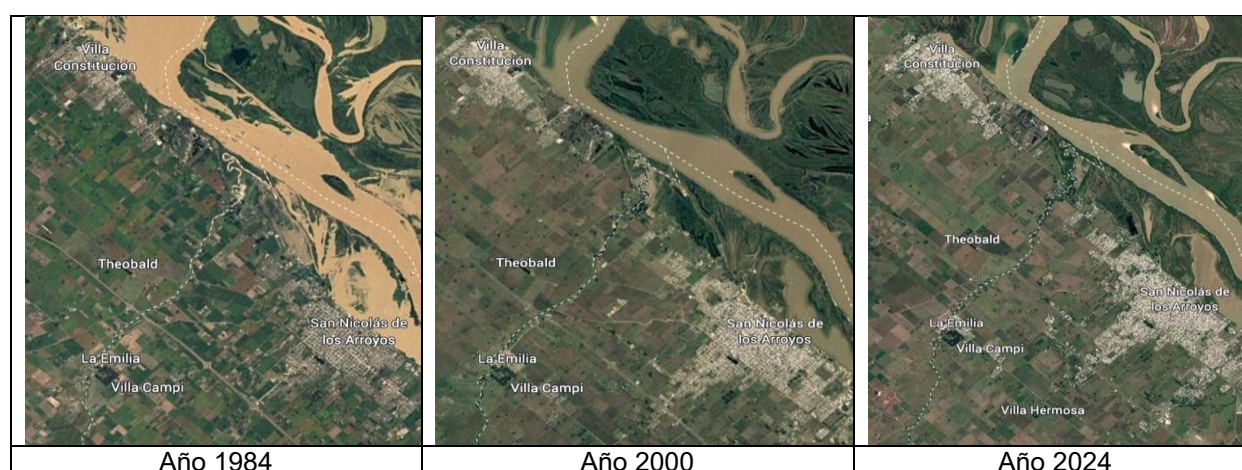 Villa
Constitución
Theobald
San Nicolás de
los Arroyos
La Emilia
Villa Campi
Año 1984
Villa
Constitución
Theobald
San Nicolás de
los Arroyos
La Emilia
Villa Campi
Año 2000
Villa
Constitución
Theobald
San Nicolás de
los Arroyos
La Emilia
Villa Campi
Villa Hermosa
Año 2024